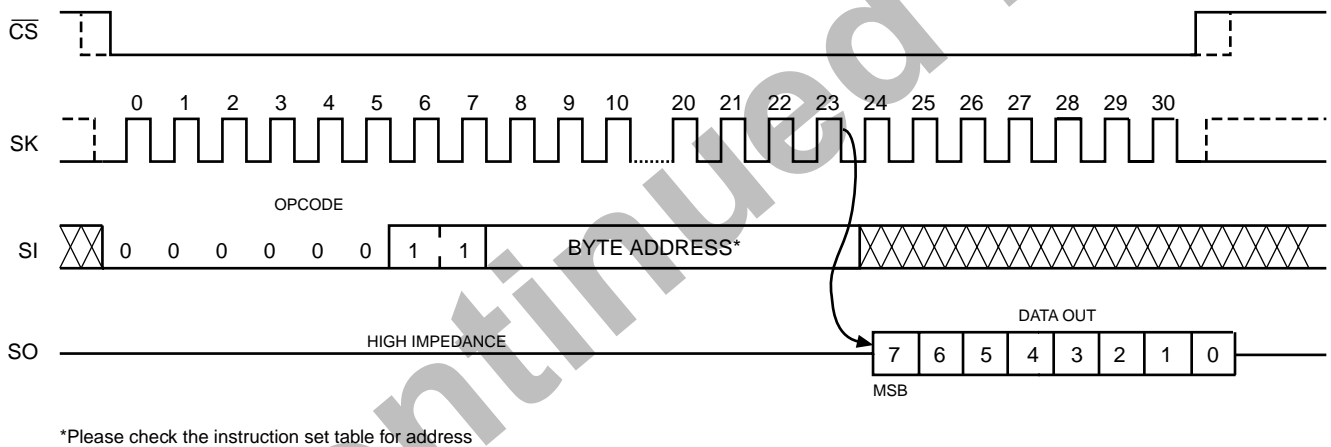 CS
0 1 2 3 4 5 6 7 8 9 10 20 21 22 23 24 25 26 27 28 29 30
SK
OPCODE
SI 0 0 0 0 0 0 1 1 BYTE ADDRESS*
DATA OUT
SO HIGH IMPEDANCE 7 6 5 4 3 2 1 0
MSB
*Please check the instruction set table for address
ntinued